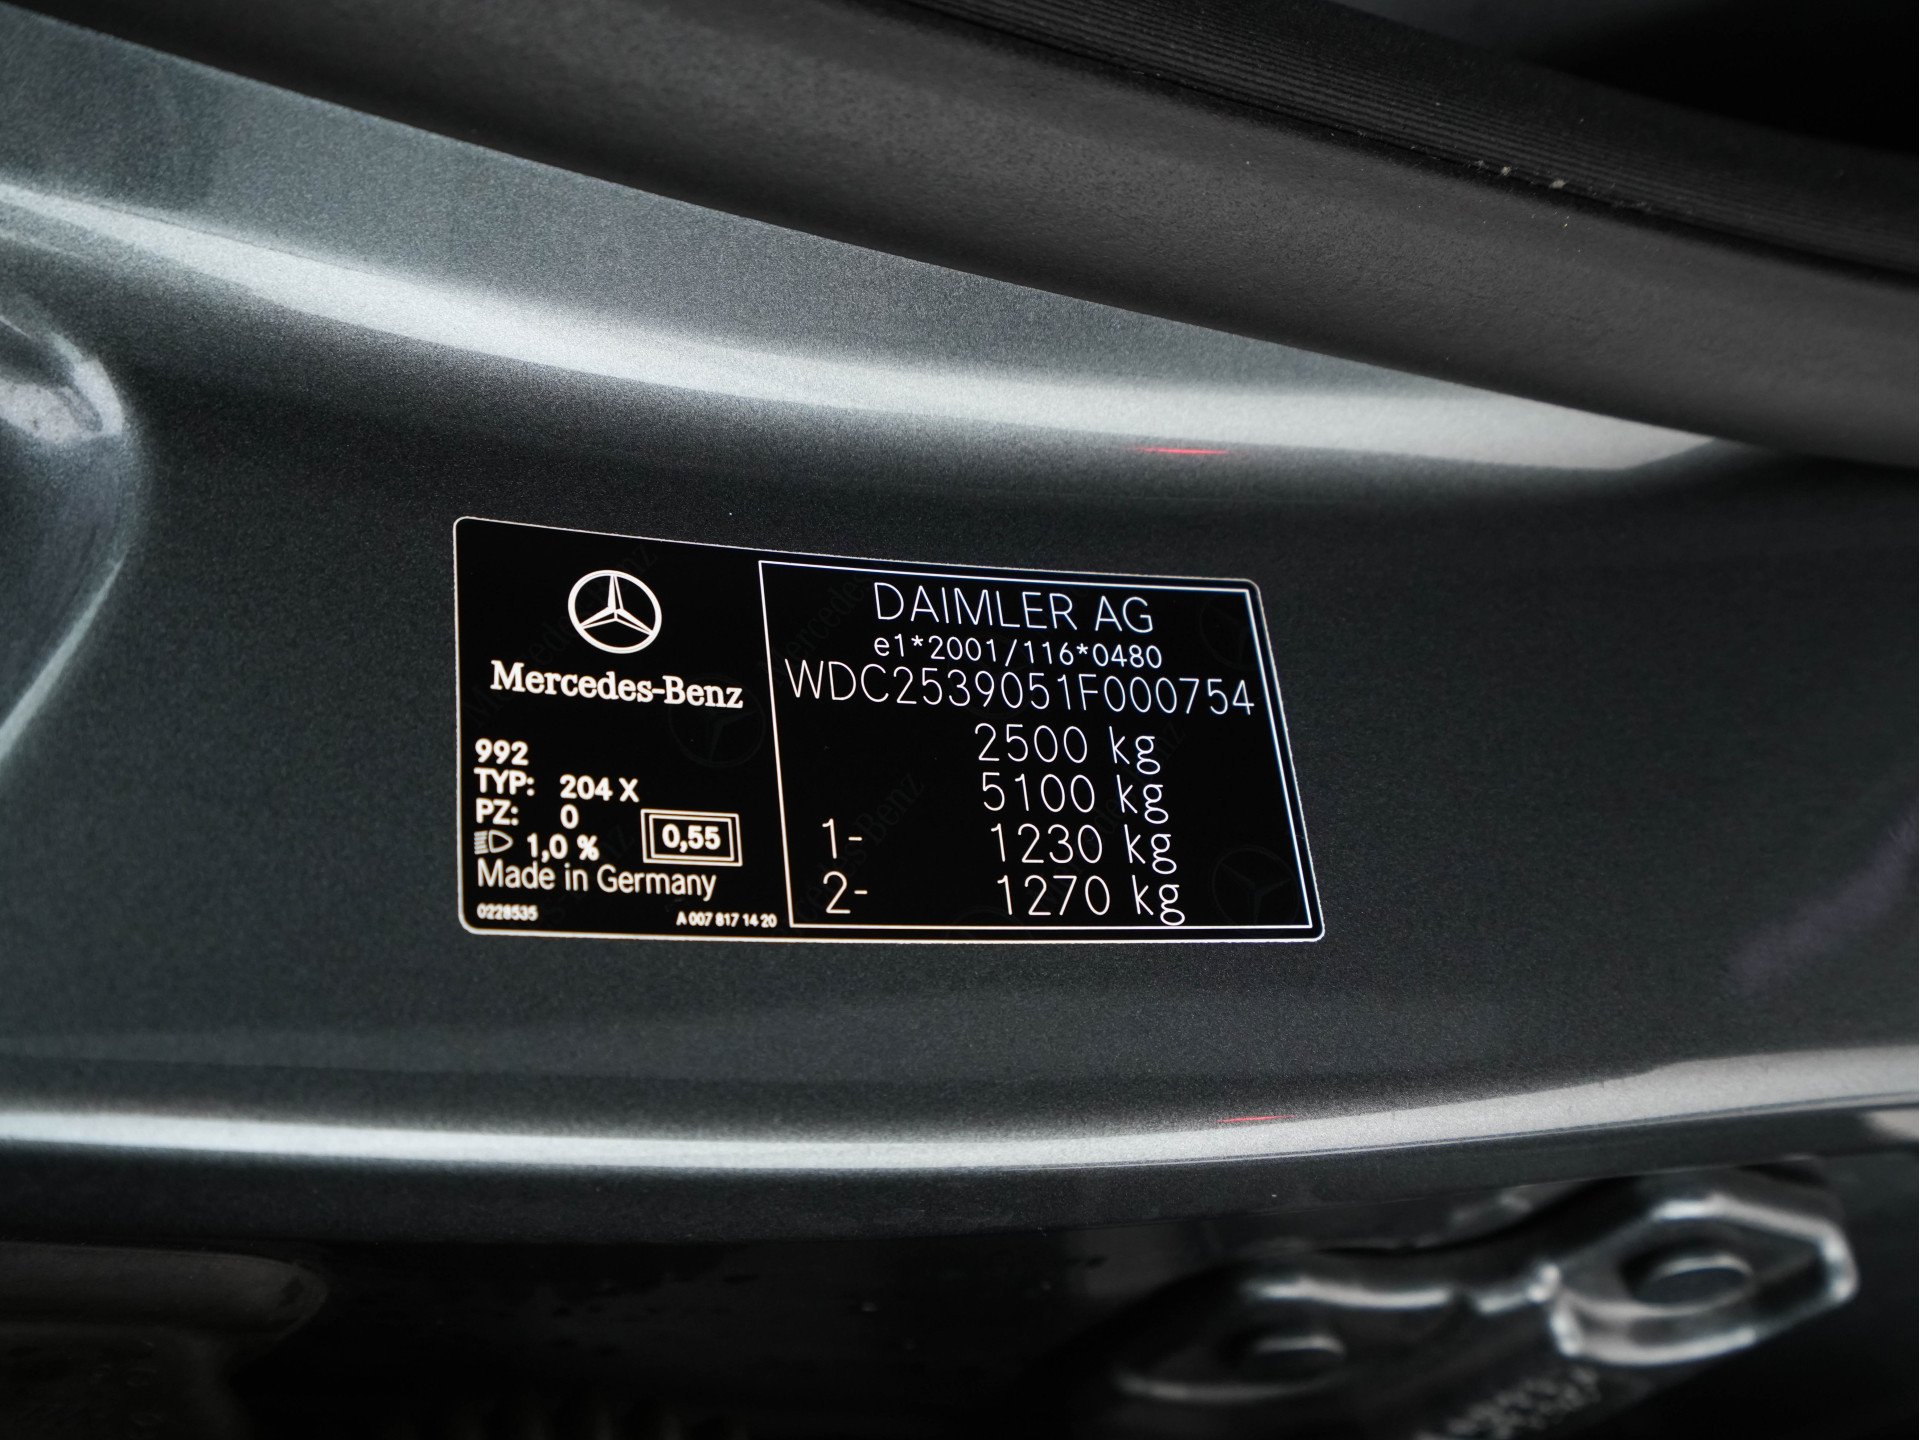 Mercedes-Benz
992
TYP: 204 X
PZ: 0
1,0 %
0,55
Made in Germany
0228535
A 007 817 14 20
DAIMLER AG
e1*2001/116*0480
WDC2539051F000754
2500 kg
5100 kg
1- 1230 kg
2- 1270 kg